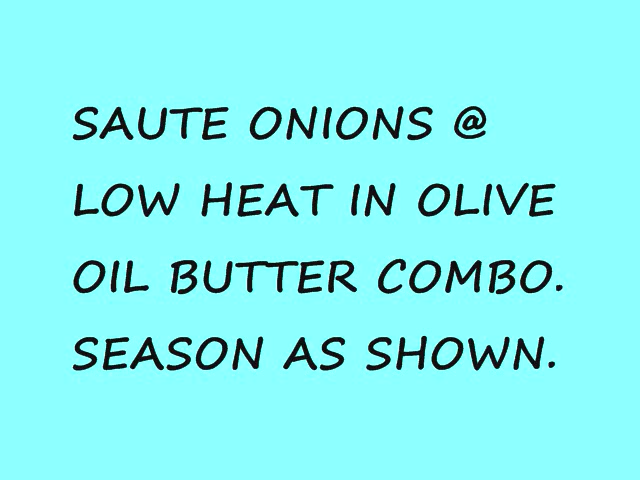 SAUTE ONIONS @
LOW HEAT IN OLIVE
OIL BUTTER COMBO.
SEASON AS SHOWN.